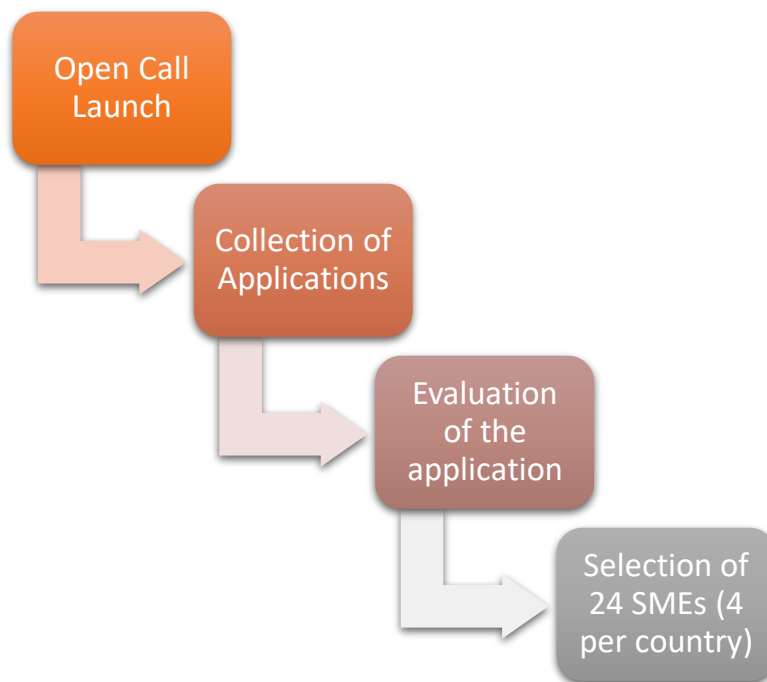 Open Call
Launch
Collection of
Applications
Evaluation
of the
application
Selection of
24 SMEs (4
per country)